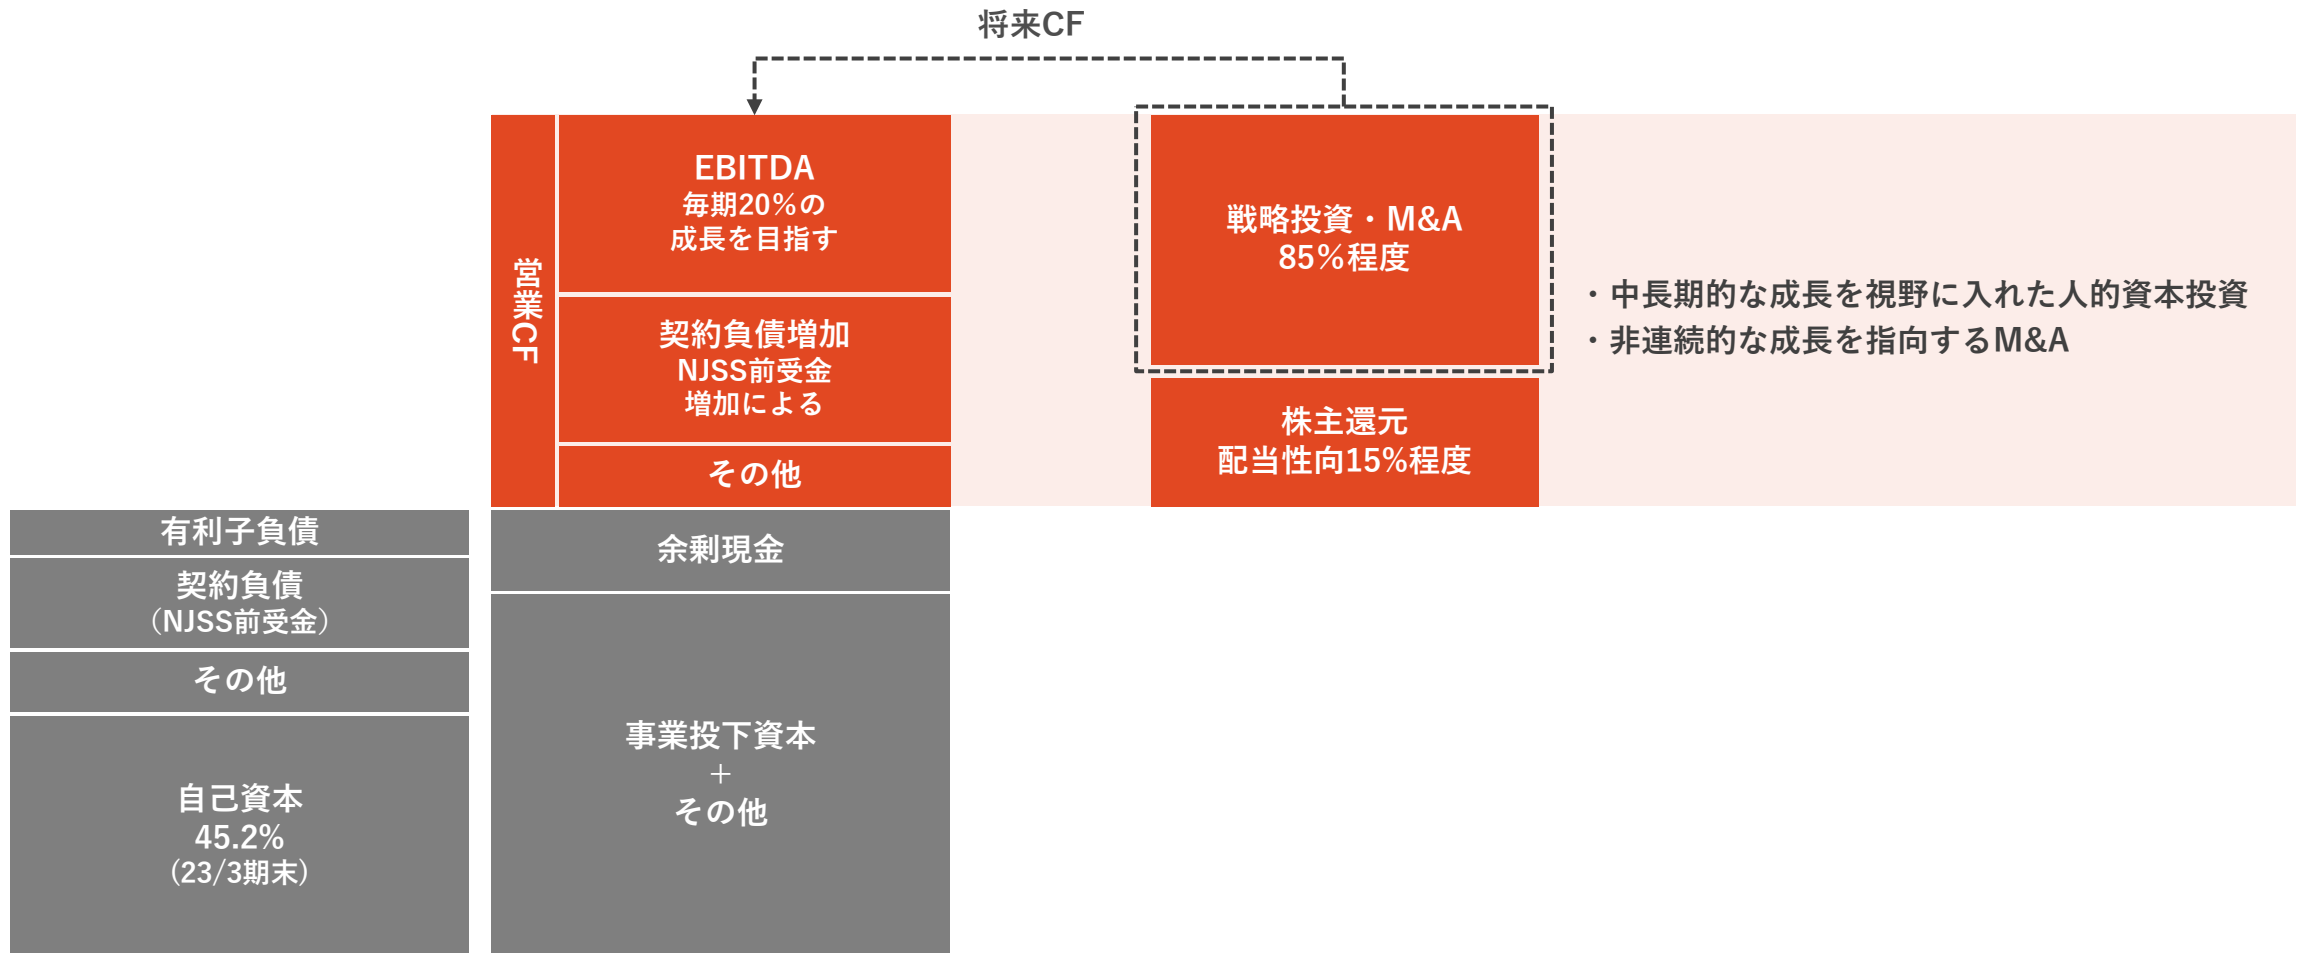 将来CF
営業CF
EBITDA
毎期20%の
成長を目指す
契約負債増加
NJSS前受金
増加による
その他
戦略投資・M&A
85%程度
株主還元
配当性向15%程度
・中長期的な成長を視野に入れた人的資本投資
・非連続的な成長を指向するM&A
有利子負債
契約負債
（NJSS前受金）
その他
自己資本
45.2%
（23/3期末）
余剰現金
事業投下資本
＋
その他